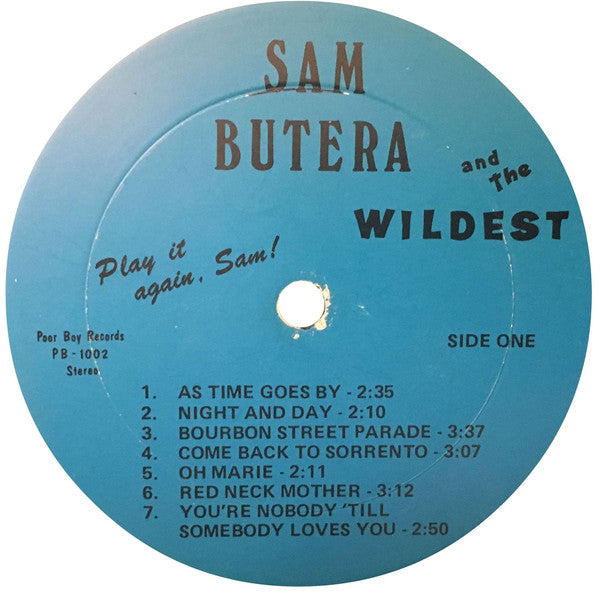 SAM
BUTERA
and the
WILDEST
Play it
again, Sam!
Poor Boy Records
PB - 1002
Stereo
SIDE ONE
1. AS TIME GOES BY - 2:35
2. NIGHT AND DAY - 2:10
3. BOURBON STREET PARADE - 3:37
4. COME BACK TO SORRENTO - 3:07
5. OH MARIE - 2:11
6. RED NECK MOTHER - 3:12
7. YOU'RE NOBODY 'TILL
SOMEBODY LOVES YOU - 2:50